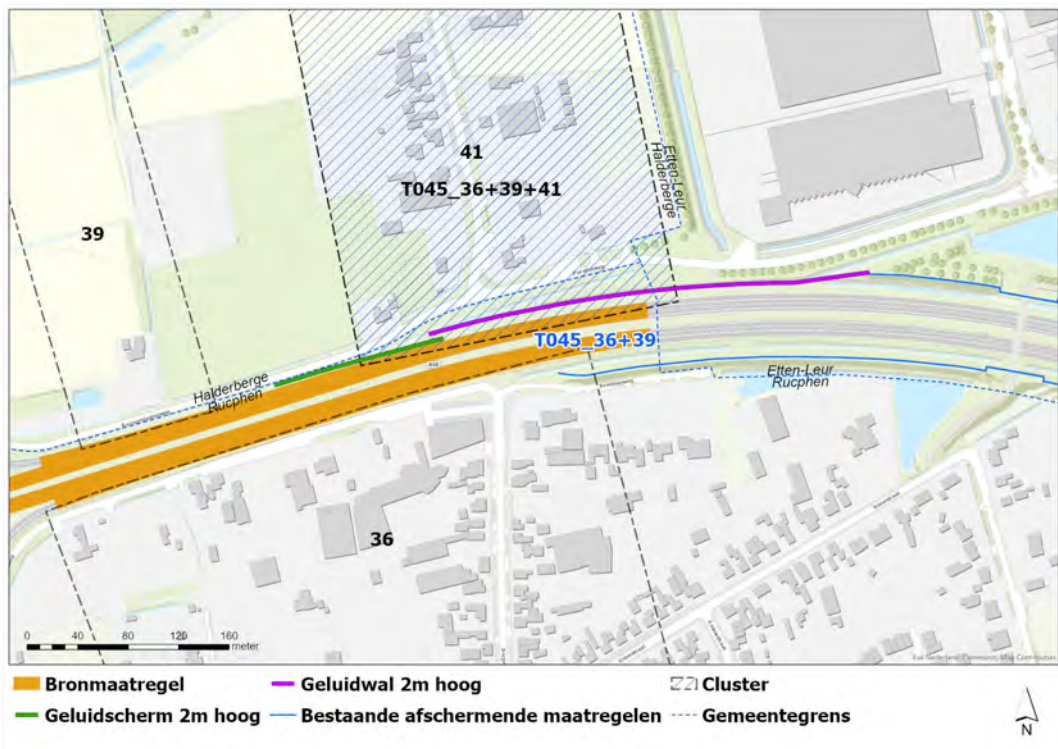 41
T045_36+39+41
39
Etten-Leur
Halderberge
T045_36+39
A58
Halderberge
Rucphen
Etten-Leur
Rucphen
36
0 40 80 120 160
meter
Bronmaatregel
Geluidwal 2m hoog
Cluster
Geluidscherm 2m hoog
Bestaande afschermende maatregelen
Gemeentegrens
N